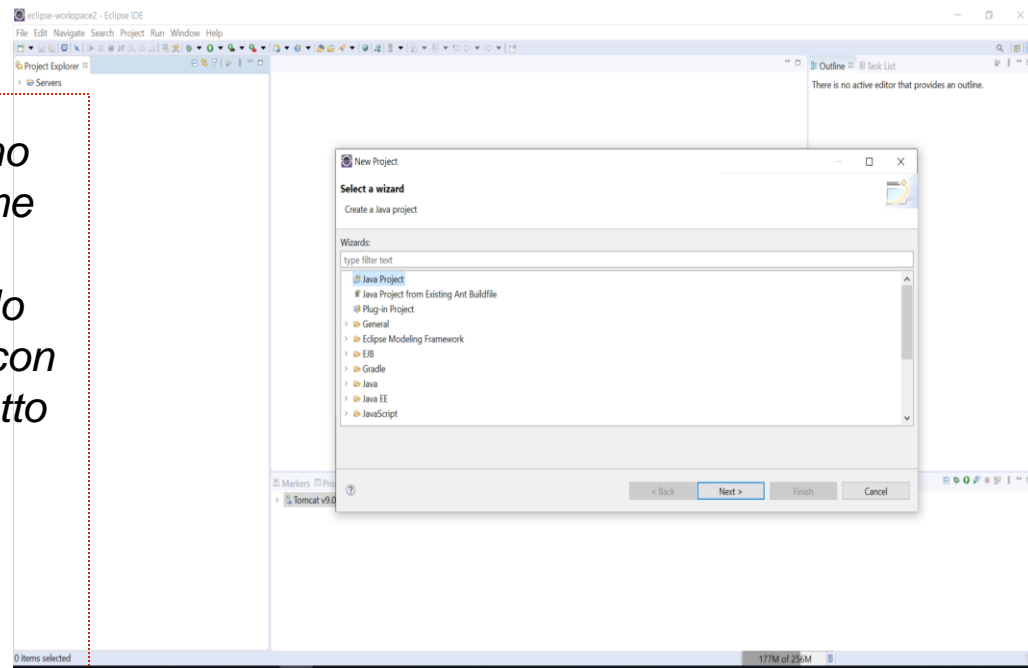 eclipse-workspace2 - Eclipse IDE
File Edit Navigate Search Project Run Window Help
Project Explorer
Servers
Outline
Task List
There is no active editor that provides an outline.
no
ne
lo
con
tto
New Project
Select a wizard
Create a Java project
Wizards:
type filter text
Java Project
Java Project from Existing Ant Buildfile
Plug-in Project
General
Eclipse Modeling Framework
EJB
Gradle
Java
Java EE
JavaScript
< Back
Next >
Finish
Cancel
Markers
Pro
Tomcat v9.0
0 items selected
177M of 256M